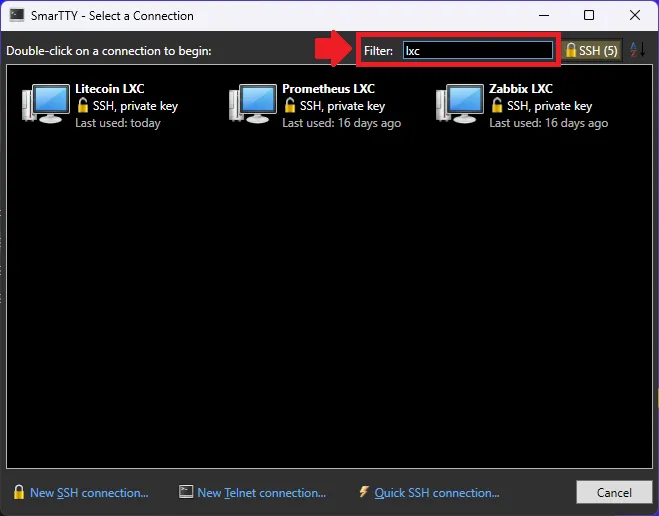 SmarTTY - Select a Connection
Double-click on a connection to begin: Filter: lxc SSH (5) AZ
Litecoin LXC Prometheus LXC Zabbix LXC
SSH, private key SSH, private key SSH, private key
Last used: today Last used: 16 days ago Last used: 16 days ago
New SSH connection... New Telnet connection... Quick SSH connection... Cancel